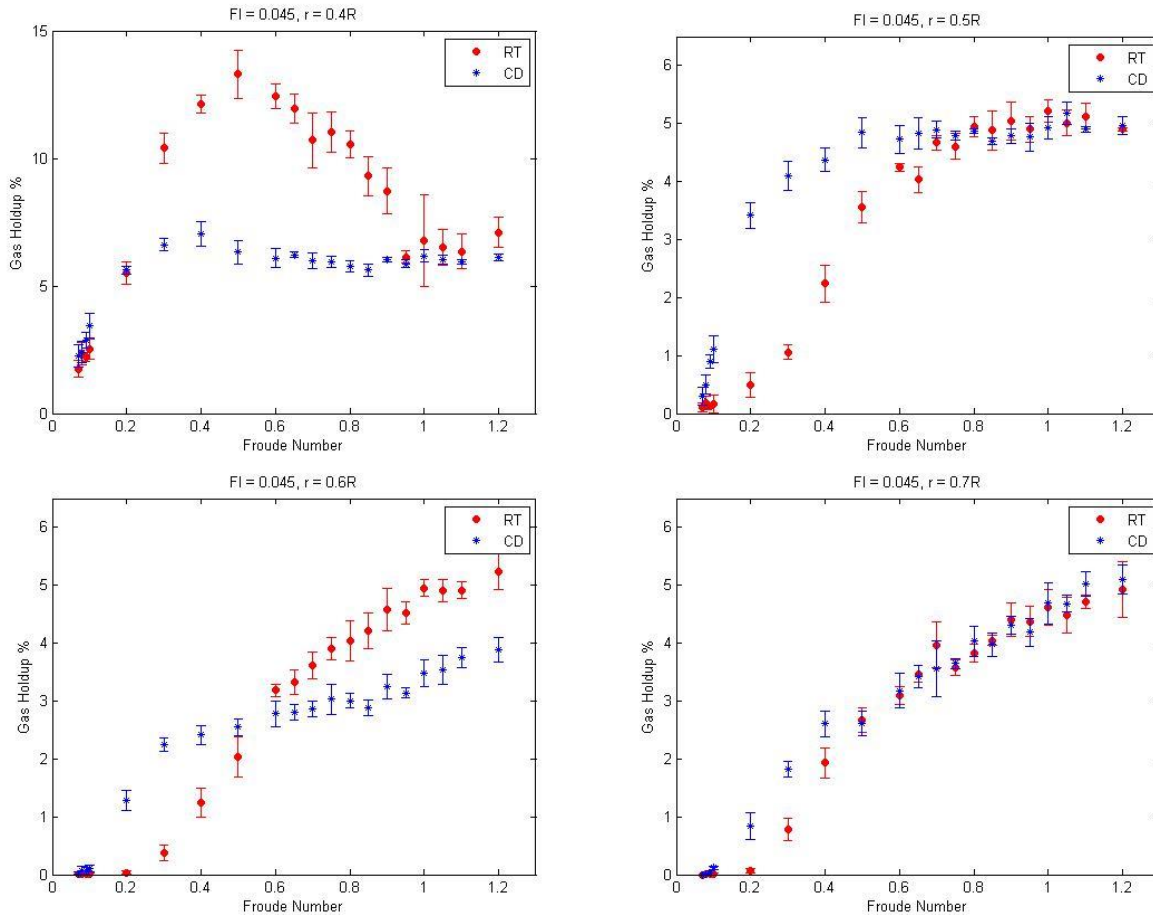 Fl = 0.045, r = 0.4R
15
10
5
0
Gas Holdup %
RT
CD
0 0.2 0.4 0.6 0.8 1 1.2
Froude Number
Fl = 0.045, r = 0.5R
6
5
4
3
2
1
0
Gas Holdup %
RT
CD
0 0.2 0.4 0.6 0.8 1 1.2
Froude Number
Fl = 0.045, r = 0.6R
6
5
4
3
2
1
0
Gas Holdup %
RT
CD
0 0.2 0.4 0.6 0.8 1 1.2
Froude Number
Fl = 0.045, r = 0.7R
6
5
4
3
2
1
0
Gas Holdup %
RT
CD
0 0.2 0.4 0.6 0.8 1 1.2
Froude Number